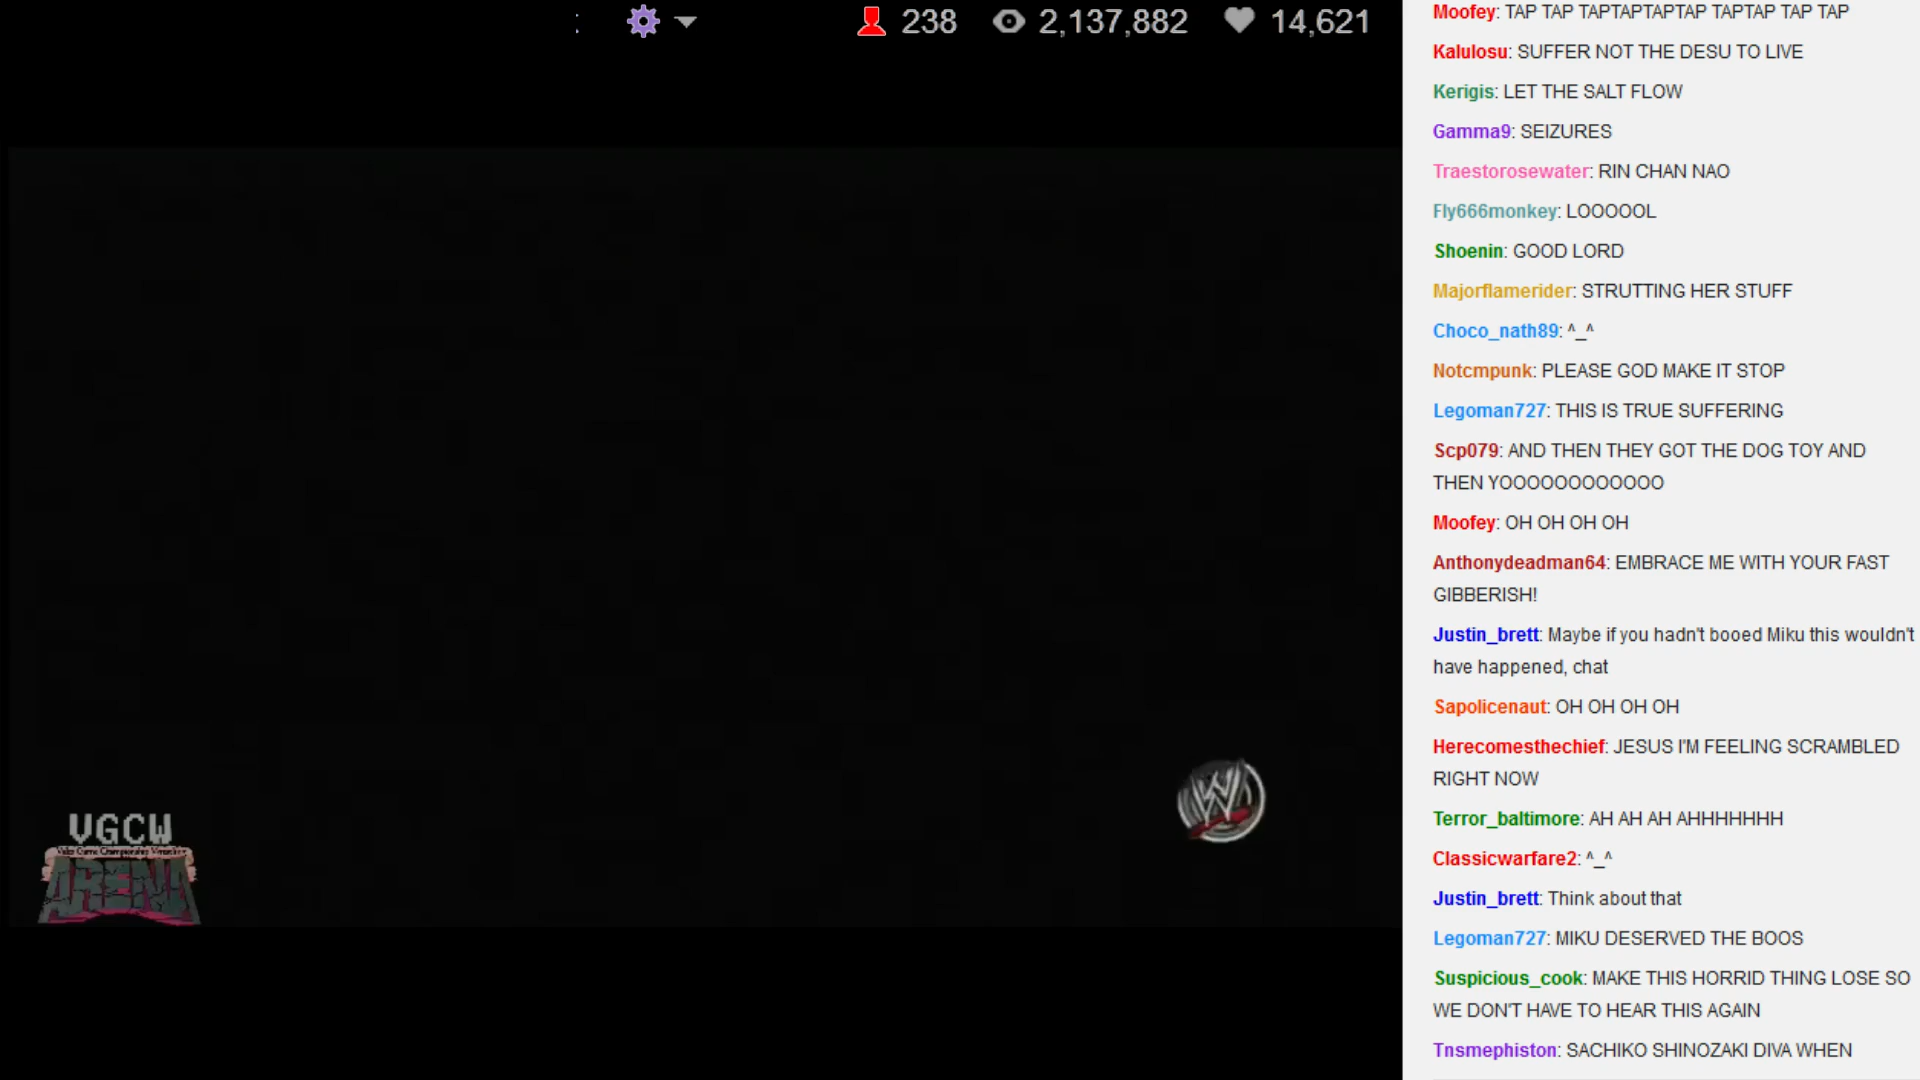 238 2,137,882 14,621
Moofey: TAP TAP TAPTAPTAPTAP TAPTAP TAP TAP
Kalulosu: SUFFER NOT THE DESU TO LIVE
Kerigis: LET THE SALT FLOW
Gamma9: SEIZURES
Traestorosewater: RIN CHAN NAO
Fly666monkey: LOOOOOL
Shoenin: GOOD LORD
Majorflamerider: STRUTTING HER STUFF
Choco_nath89: ^_^
Notcmpunk: PLEASE GOD MAKE IT STOP
Legoman727: THIS IS TRUE SUFFERING
Scp079: AND THEN THEY GOT THE DOG TOY AND
THEN YOOOOOOOOOOOO
Moofey: OH OH OH OH
Anthonydeadman64: EMBRACE ME WITH YOUR FAST
GIBBERISH!
Justin_brett: Maybe if you hadn't booed Miku this wouldn't
have happened, chat
Sapolicenaut: OH OH OH OH
Herecomesthechief: JESUS I'M FEELING SCRAMBLED
RIGHT NOW
Terror_baltimore: AH AH AH AHHHHHHH
Classicwarfare2: ^_^
Justin_brett: Think about that
Legoman727: MIKU DESERVED THE BOOS
Suspicious_cook: MAKE THIS HORRID THING LOSE SO
WE DON'T HAVE TO HEAR THIS AGAIN
Tnsmephiston: SACHIKO SHINOZAKI DIVA WHEN
W
VGCW
Video Game Championship Wrestling
ARENA